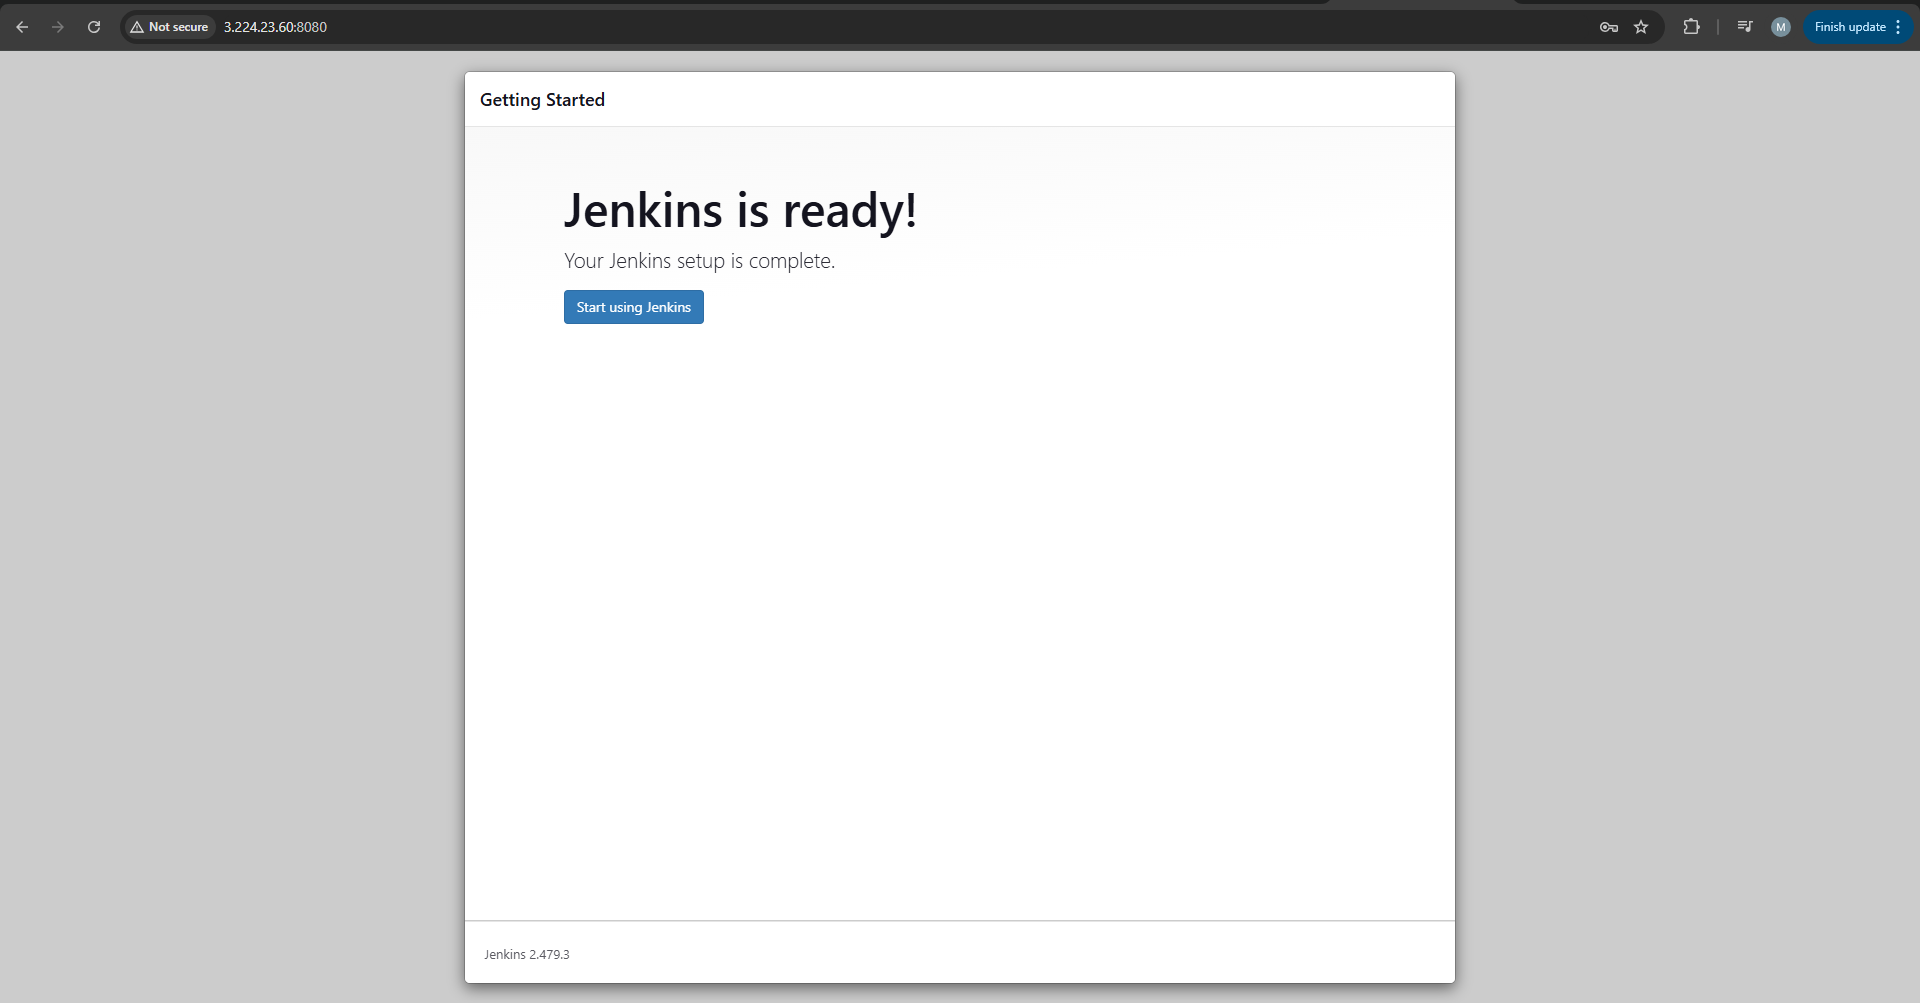 Not secure
3.224.23.60:8080
M
Finish update
Getting Started
Jenkins is ready!
Your Jenkins setup is complete.
Start using Jenkins
Jenkins 2.479.3